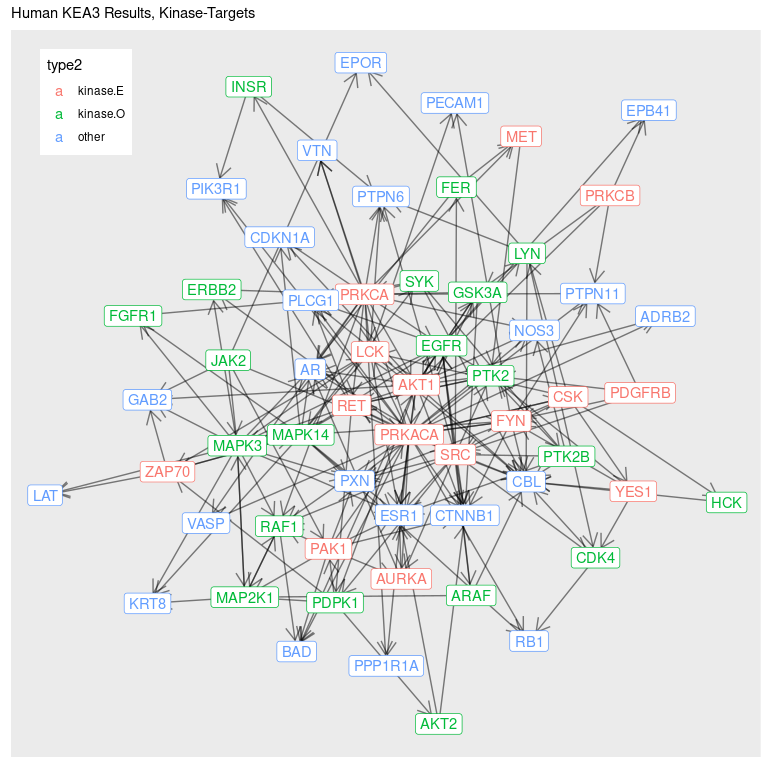 Human KEA3 Results, Kinase-Targets
type2
a kinase.E
a kinase.O
a other
EPOR
INSR
PECAM1
EPB41
MET
VTN
PIK3R1
PTPN6
FER
PRKCB
CDKN1A
LYN
SYK
ERBB2
PLCG1
PRKCA
GSK3A
PTPN11
FGFR1
ADRB2
NOS3
EGFR
LCK
JAK2
AR
PTK2
AKT1
PDGFRB
CSK
GAB2
RET
FYN
MAPK14
PRKACA
MAPK3
SRC
PTK2B
ZAP70
PXN
CBL
YES1
LAT
HCK
VASP
ESR1
CTNNB1
RAF1
PAK1
CDK4
AURKA
KRT8
MAP2K1
PDPK1
ARAF
RB1
BAD
PPP1R1A
AKT2